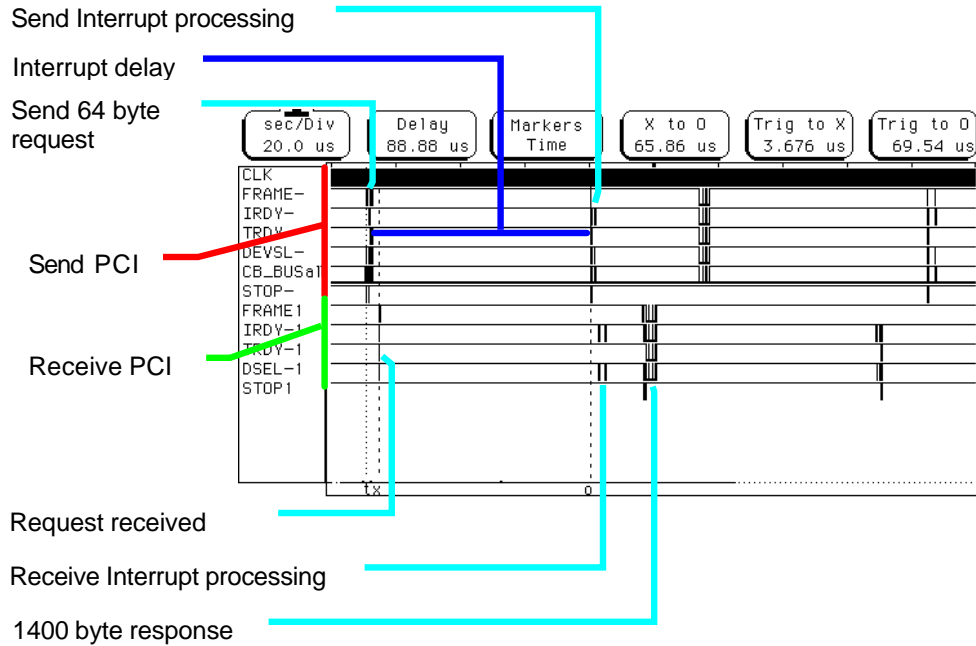 Send Interrupt processing
Interrupt delay
Send 64 byte
request
sec/Div
20.0 us
Delay
88.88 us
Markers
Time
X to O
65.86 us
Trig to X
3.676 us
Trig to O
69.54 us
CLK
FRAME-
IRDY-
TRDY-
DEVSL-
CB_BUSal
STOP-
FRAME1
IRDY-1
TRDY-1
DSEL-1
STOP1
Send PCI
Receive PCI
tx
o
Request received
Receive Interrupt processing
1400 byte response